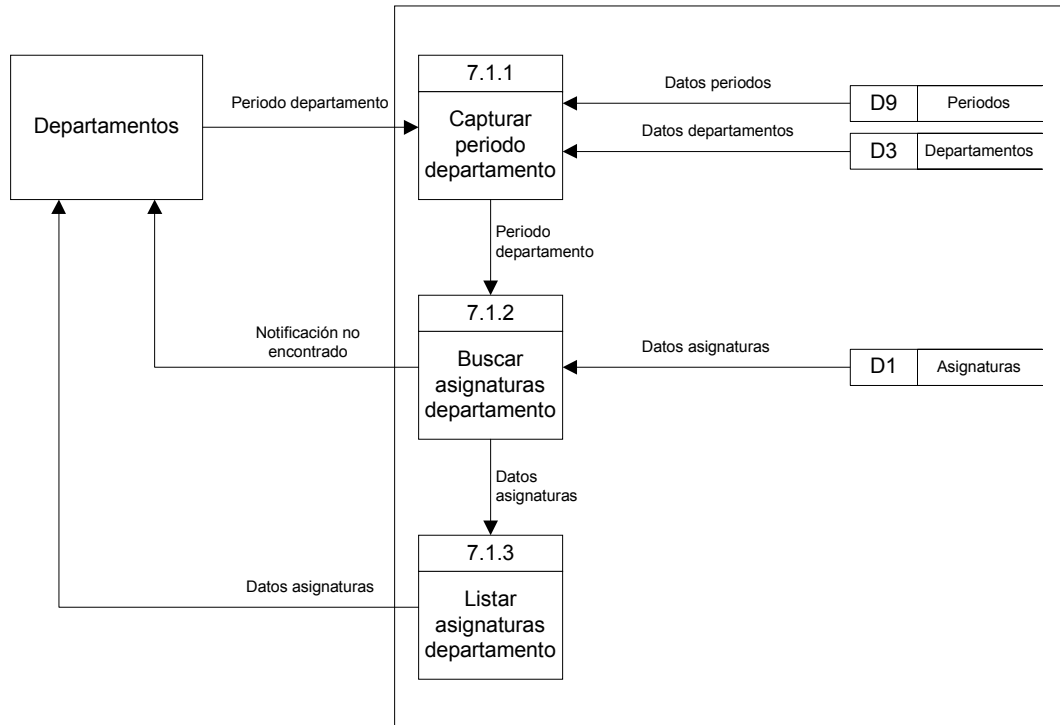 7.1.1
Datos periodos
D9
Periodos
Departamentos
Periodo departamento
Capturar
periodo
departamento
Datos departamentos
D3
Departamentos
Periodo
departamento
7.1.2
Notificación no
encontrado
Buscar
asignaturas
departamento
Datos asignaturas
D1
Asignaturas
Datos
asignaturas
7.1.3
Datos asignaturas
Listar
asignaturas
departamento